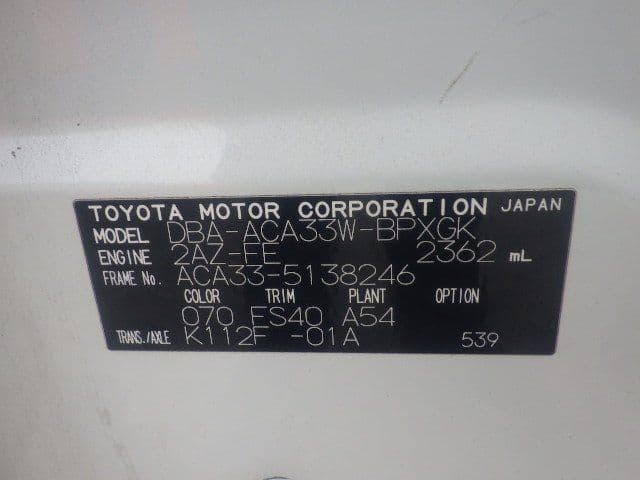 TOYOTA MOTOR CORPORATION JAPAN
MODEL DBA-ACA33W-BPXGK
ENGINE 2AZ-FE 2362 mL
FRAME No. ACA33-5138246
COLOR TRIM PLANT OPTION
070 FS40 A54
TRANS./AXLE K112F -01A 539